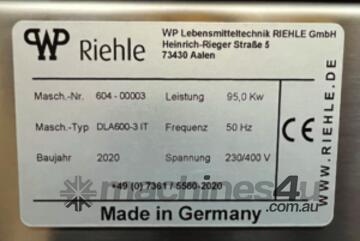 WP Riehle
WP Lebensmitteltechnik RIEHLE GmbH
Heinrich-Rieger Straße 5
73430 Aalen
Masch.-Nr. 604 - 00003 Leistung 95,0 Kw
Masch.-Typ DLA600-3 IT Frequenz 50 Hz
Baujahr 2020 Spannung 230/400 V
+49 (0) 7361 / 5580-2020
Made in Germany
CE
WWW.RIEHLE.DE
machines4u
.com.au